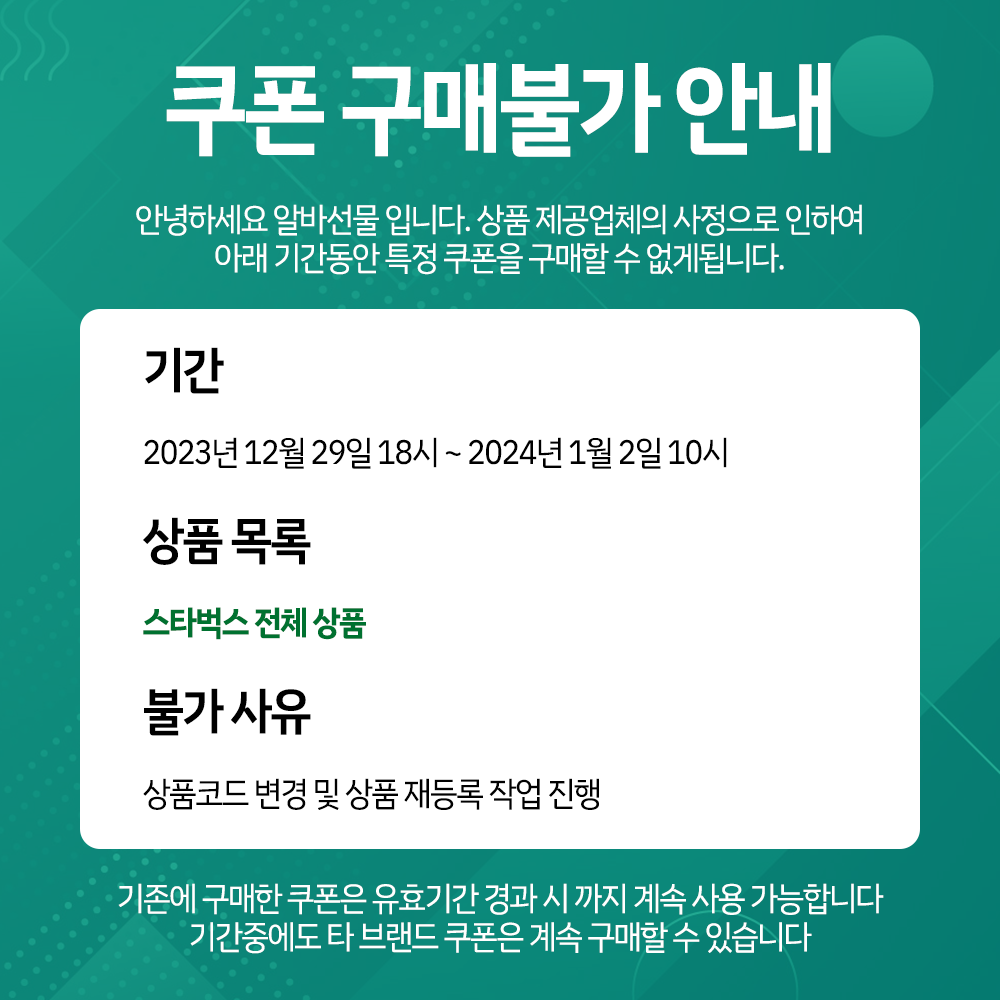 쿠폰 구매불가 안내
안녕하세요 알바선물 입니다. 상품 제공업체의 사정으로 인하여
아래 기간동안 특정 쿠폰을 구매할 수 없게됩니다.
기간
2023년 12월 29일 18시 ~ 2024년 1월 2일 10시
상품 목록
스타벅스 전체 상품
불가 사유
상품코드 변경 및 상품 재등록 작업 진행
기존에 구매한 쿠폰은 유효기간 경과 시 까지 계속 사용 가능합니다
기간중에도 타 브랜드 쿠폰은 계속 구매할 수 있습니다